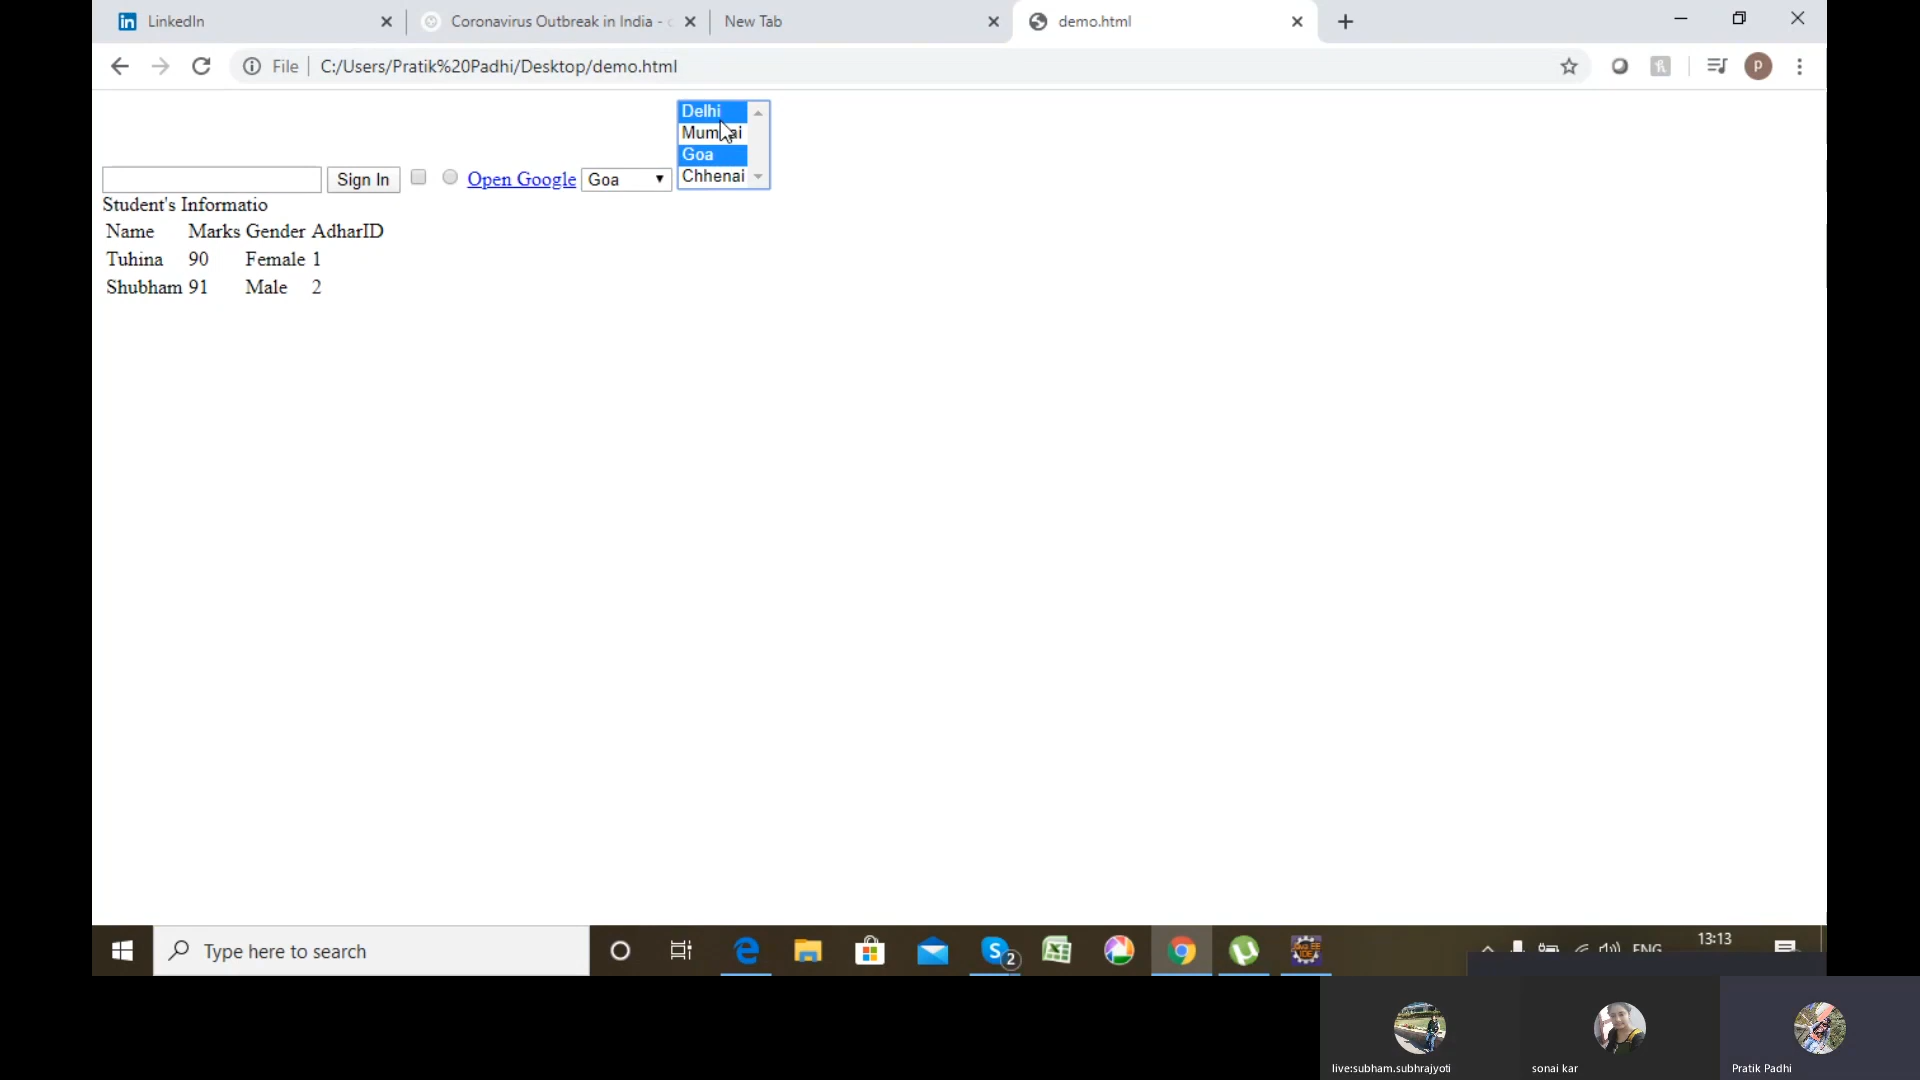 LinkedIn
Coronavirus Outbreak in India -
New Tab
demo.html
File
C:/Users/Pratik%20Padhi/Desktop/demo.html
P
Delhi
Mumbai
Goa
Chhenai
Sign In
Open Google
Goa
Student's Informatio
Name Marks Gender AdharID
Tuhina 90 Female 1
Shubham 91 Male 2
Type here to search
2
ENG
13:13
live:subham.subhrajyoti
sonai kar
Pratik Padhi